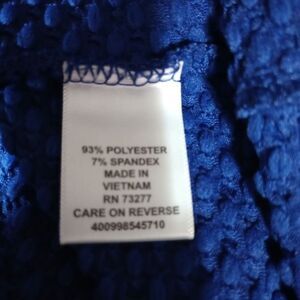 93% POLYESTER
7% SPANDEX
MADE IN
VIETNAM
RN 73277
CARE ON REVERSE
400998545710